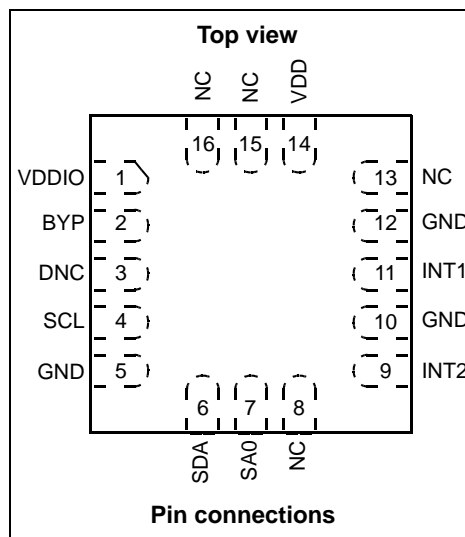 Top view
NC NC VDD
16 15 14
VDDIO 1 13 NC
BYP 2 12 GND
DNC 3 11 INT1
SCL 4 10 GND
GND 5 9 INT2
6 7 8
SDA SA0 NC
Pin connections